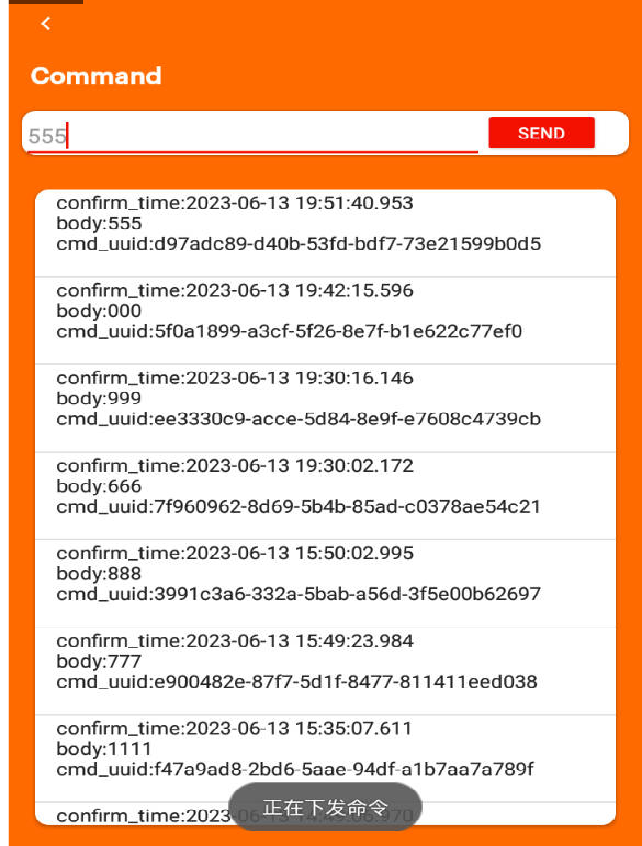 Command
555
SEND
confirm_time:2023-06-13 19:51:40.953
body:555
cmd_uuid:d97adc89-d40b-53fd-bdf7-73e21599b0d5
confirm_time:2023-06-13 19:42:15.596
body:000
cmd_uuid:5f0a1899-a3cf-5f26-8e7f-b1e622c77ef0
confirm_time:2023-06-13 19:30:16.146
body:999
cmd_uuid:ee3330c9-acce-5d84-8e9f-e7608c4739cb
confirm_time:2023-06-13 19:30:02.172
body:666
cmd_uuid:7f960962-8d69-5b4b-85ad-c0378ae54c21
confirm_time:2023-06-13 15:50:02.995
body:888
cmd_uuid:3991c3a6-332a-5bab-a56d-3f5e00b62697
confirm_time:2023-06-13 15:49:23.984
body:777
cmd_uuid:e900482e-87f7-5d1f-8477-811411eed038
confirm_time:2023-06-13 15:35:07.611
body:1111
cmd_uuid:f47a9ad8-2bd6-5aae-94df-a1b7aa7a789f
confirm_time:2023
正在下发命令